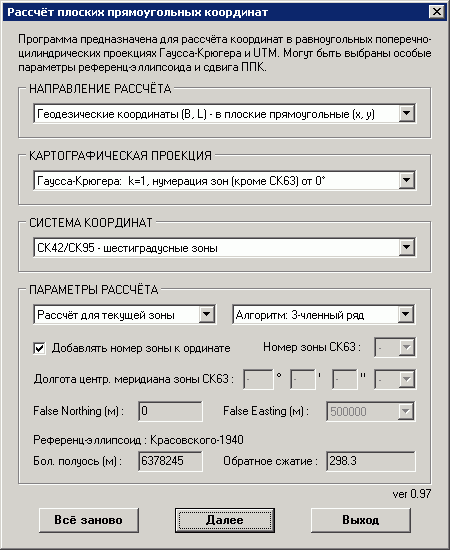 Рассчёт плоских прямоугольных координат
Программа предназначена для рассчёта координат в равноугольных поперечно-
цилиндрических проекциях Гаусса-Крюгера и UTM. Могут быть выбраны особые
параметры референц-эллипсоида и сдвига ППК.
НАПРАВЛЕНИЕ РАССЧЁТА
Геодезические координаты (B, L) - в плоские прямоугольные (x, y)
КАРТОГРАФИЧЕСКАЯ ПРОЕКЦИЯ
Гаусса-Крюгера: k=1, нумерация зон (кроме СК63) от 0°
СИСТЕМА КООРДИНАТ
СК42/СК95 - шестиградусные зоны
ПАРАМЕТРЫ РАССЧЁТА
Рассчёт для текущей зоны Алгоритм: 3-членный ряд
Добавлять номер зоны к ординате Номер зоны СК63 : -
Долгота центр. меридиана зоны СК63 : - ° - ' - " -
False Northing (м) : 0 False Easting (м) : 500000
Референц-эллипсоид : Красовского-1940
Бол. полуось (м) : 6378245 Обратное сжатие : 298.3
ver 0.97
Всё заново Далее Выход